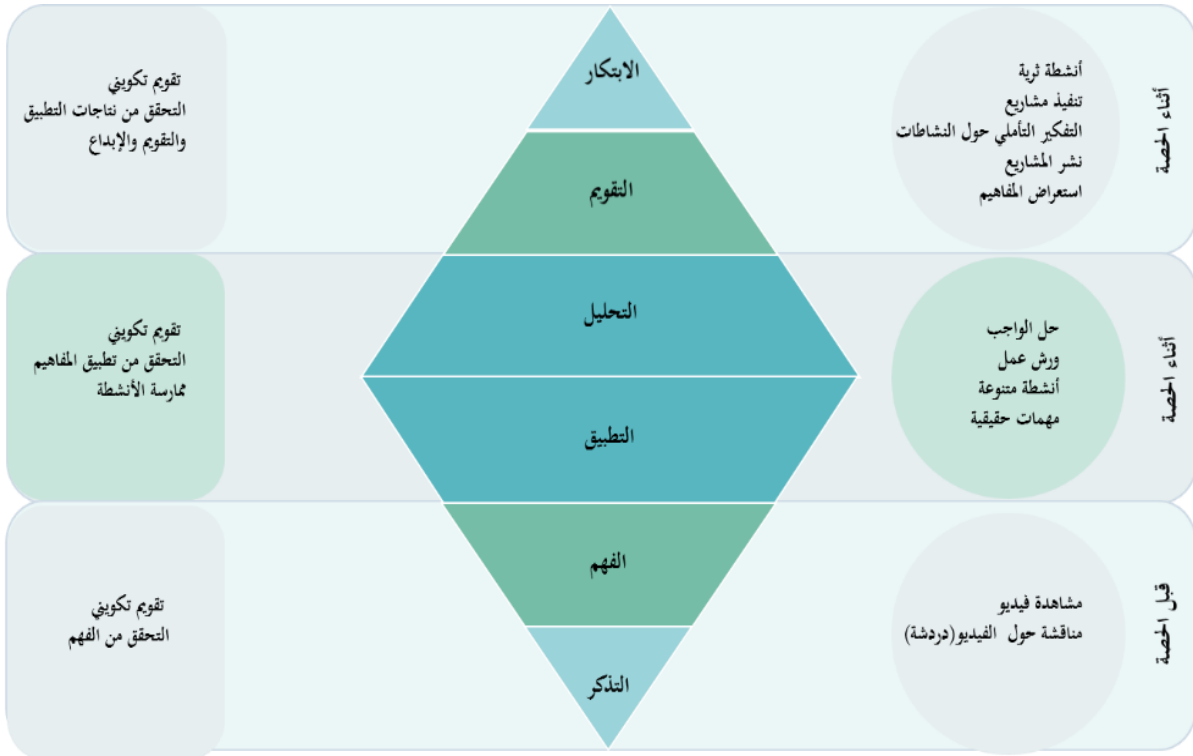 أثناء الحصة
أنشطة ثرية
تنفيذ مشاريع
التفكير التأملي حول النشاطات
نشر المشاريع
استعراض المفاهيم
الابتكار
التقويم
تقويم تكويني
التحقق من نتاجات التطبيق
والتقويم والإبداع
أثناء الحصة
حل الواجب
ورش عمل
أنشطة متنوعة
مهمات حقيقية
التحليل
التطبيق
تقويم تكويني
التحقق من تطبيق المفاهيم
ممارسة الأنشطة
قبل الحصة
مشاهدة فيديو
مناقشة حول الفيديو(دردشة)
الفهم
التذكر
تقويم تكويني
التحقق من الفهم